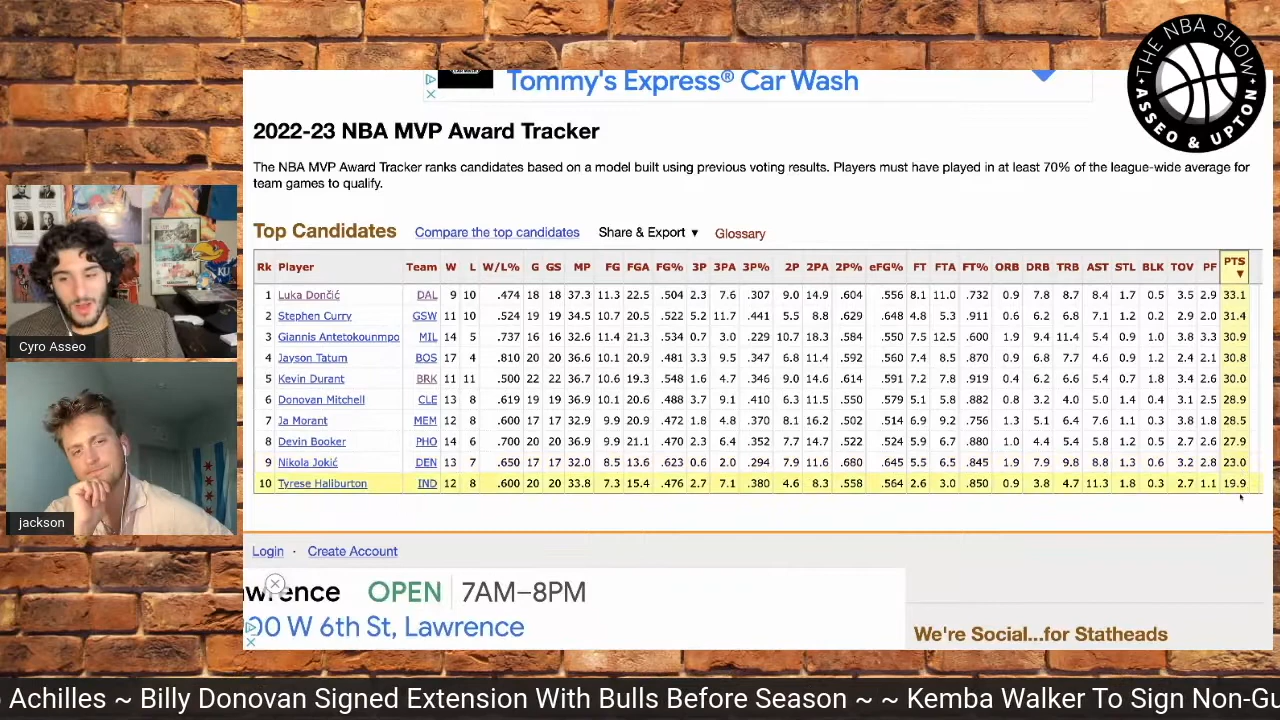 Tommy's Express® Car Wash
THE NBA SHOW
ASSEO & UPTON
2022-23 NBA MVP Award Tracker
The NBA MVP Award Tracker ranks candidates based on a model built using previous voting results. Players must have played in at least 70% of the league-wide average for
team games to qualify.
Top Candidates Compare the top candidates Share & Export ▼ Glossary
Rk Player Team W L W/L% G GS MP FG FGA FG% 3P 3PA 3P% 2P 2PA 2P% eFG% FT FTA FT% ORB DRB TRB AST STL BLK TOV PF PTS ▼
1 Luka Dončić DAL 9 10 .474 18 18 37.3 11.3 22.5 .504 2.3 7.6 .307 9.0 14.9 .604 .556 8.1 11.0 .732 0.9 7.8 8.7 8.4 1.7 0.5 3.5 2.9 33.1
2 Stephen Curry GSW 11 10 .524 19 19 34.5 10.7 20.5 .522 5.2 11.7 .441 5.5 8.8 .629 .648 4.8 5.3 .911 0.6 6.2 6.8 7.1 1.2 0.2 2.9 2.0 31.4
3 Giannis Antetokounmpo MIL 14 5 .737 16 16 32.6 11.4 21.3 .534 0.7 3.0 .229 10.7 18.3 .584 .550 7.5 12.5 .600 1.9 9.4 11.4 5.4 0.9 1.0 3.8 3.3 30.9
4 Jayson Tatum BOS 17 4 .810 20 20 36.6 10.1 20.9 .481 3.3 9.5 .347 6.8 11.4 .592 .560 7.4 8.5 .870 0.9 6.8 7.7 4.6 0.9 1.2 2.4 2.1 30.8
5 Kevin Durant BRK 11 11 .500 22 22 36.7 10.6 19.3 .548 1.6 4.7 .346 9.0 14.6 .614 .591 7.2 7.8 .919 0.4 6.2 6.6 5.4 0.7 1.8 3.4 2.6 30.0
6 Donovan Mitchell CLE 13 8 .619 19 19 36.9 10.1 20.6 .488 3.7 9.1 .410 6.3 11.5 .550 .579 5.1 5.8 .882 0.8 3.2 4.0 5.0 1.4 0.4 3.1 2.5 28.9
7 Ja Morant MEM 12 8 .600 17 17 32.9 9.9 20.9 .472 1.8 4.8 .370 8.1 16.2 .502 .514 6.9 9.2 .756 1.3 5.1 6.4 7.6 1.1 0.3 3.8 1.8 28.5
8 Devin Booker PHO 14 6 .700 20 20 36.9 9.9 21.1 .470 2.3 6.4 .352 7.7 14.7 .522 .524 5.9 6.7 .880 1.0 4.4 5.4 5.8 1.2 0.5 2.7 2.6 27.9
9 Nikola Jokić DEN 13 7 .650 17 17 32.0 8.5 13.6 .623 0.6 2.0 .294 7.9 11.6 .680 .645 5.5 6.5 .845 1.9 7.9 9.8 8.8 1.3 0.6 3.2 2.8 23.0
10 Tyrese Haliburton IND 12 8 .600 20 20 33.8 7.3 15.4 .476 2.7 7.1 .380 4.6 8.3 .558 .564 2.6 3.0 .850 0.9 3.8 4.7 11.3 1.8 0.3 2.7 1.1 19.9
Cyro Asseo
KU
jackson
Login · Create Account
wrence OPEN 7AM–8PM
00 W 6th St, Lawrence
We're Social...for Statheads
Achilles ~ Billy Donovan Signed Extension With Bulls Before Season ~ ~ Kemba Walker To Sign Non-Gu